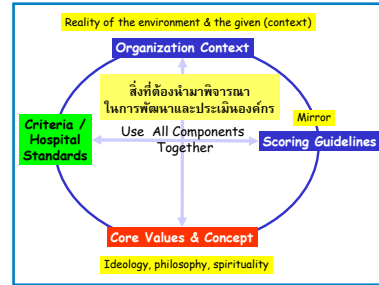 Reality of the environment & the given (context)
Organization Context
สิ่งที่ต้องนำมาพิจารณา
ในการพัฒนาและประเมินองค์กร
Mirror
Criteria /
Hospital
Standards
Use All Components
Together
Scoring Guidelines
Core Values & Concept
Ideology, philosophy, spirituality